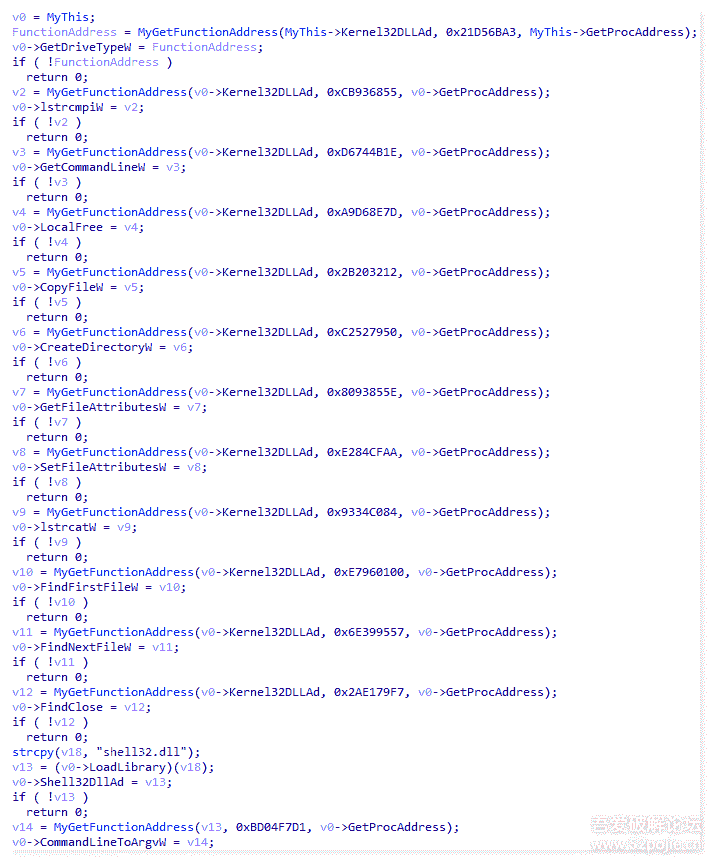 v0 = MyThis;
FunctionAddress = MyGetFunctionAddress(MyThis->Kernel32DLLAd, 0x21D56BA3, MyThis->GetProcAddress);
v0->GetDriveTypeW = FunctionAddress;
if ( !FunctionAddress )
  return 0;
v2 = MyGetFunctionAddress(v0->Kernel32DLLAd, 0xCB936855, v0->GetProcAddress);
v0->lstrcmpiW = v2;
if ( !v2 )
  return 0;
v3 = MyGetFunctionAddress(v0->Kernel32DLLAd, 0xD6744B1E, v0->GetProcAddress);
v0->GetCommandLineW = v3;
if ( !v3 )
  return 0;
v4 = MyGetFunctionAddress(v0->Kernel32DLLAd, 0xA9D68E7D, v0->GetProcAddress);
v0->LocalFree = v4;
if ( !v4 )
  return 0;
v5 = MyGetFunctionAddress(v0->Kernel32DLLAd, 0x2B203212, v0->GetProcAddress);
v0->CopyFileW = v5;
if ( !v5 )
  return 0;
v6 = MyGetFunctionAddress(v0->Kernel32DLLAd, 0xC2527950, v0->GetProcAddress);
v0->CreateDirectoryW = v6;
if ( !v6 )
  return 0;
v7 = MyGetFunctionAddress(v0->Kernel32DLLAd, 0x8093855E, v0->GetProcAddress);
v0->GetFileAttributesW = v7;
if ( !v7 )
  return 0;
v8 = MyGetFunctionAddress(v0->Kernel32DLLAd, 0xE284CFAA, v0->GetProcAddress);
v0->SetFileAttributesW = v8;
if ( !v8 )
  return 0;
v9 = MyGetFunctionAddress(v0->Kernel32DLLAd, 0x9334C084, v0->GetProcAddress);
v0->lstrcatW = v9;
if ( !v9 )
  return 0;
v10 = MyGetFunctionAddress(v0->Kernel32DLLAd, 0xE7960100, v0->GetProcAddress);
v0->FindFirstFileW = v10;
if ( !v10 )
  return 0;
v11 = MyGetFunctionAddress(v0->Kernel32DLLAd, 0x6E399557, v0->GetProcAddress);
v0->FindNextFileW = v11;
if ( !v11 )
  return 0;
v12 = MyGetFunctionAddress(v0->Kernel32DLLAd, 0x2AE179F7, v0->GetProcAddress);
v0->FindClose = v12;
if ( !v12 )
  return 0;
strcpy(v18, "shell32.dll");
v13 = (v0->LoadLibrary)(v18);
v0->Shell32DllAd = v13;
if ( !v13 )
  return 0;
v14 = MyGetFunctionAddress(v13, 0xBD04F7D1, v0->GetProcAddress);
v0->CommandLineToArgvW = v14;
吾爱破解论坛
www.52pojie.cn